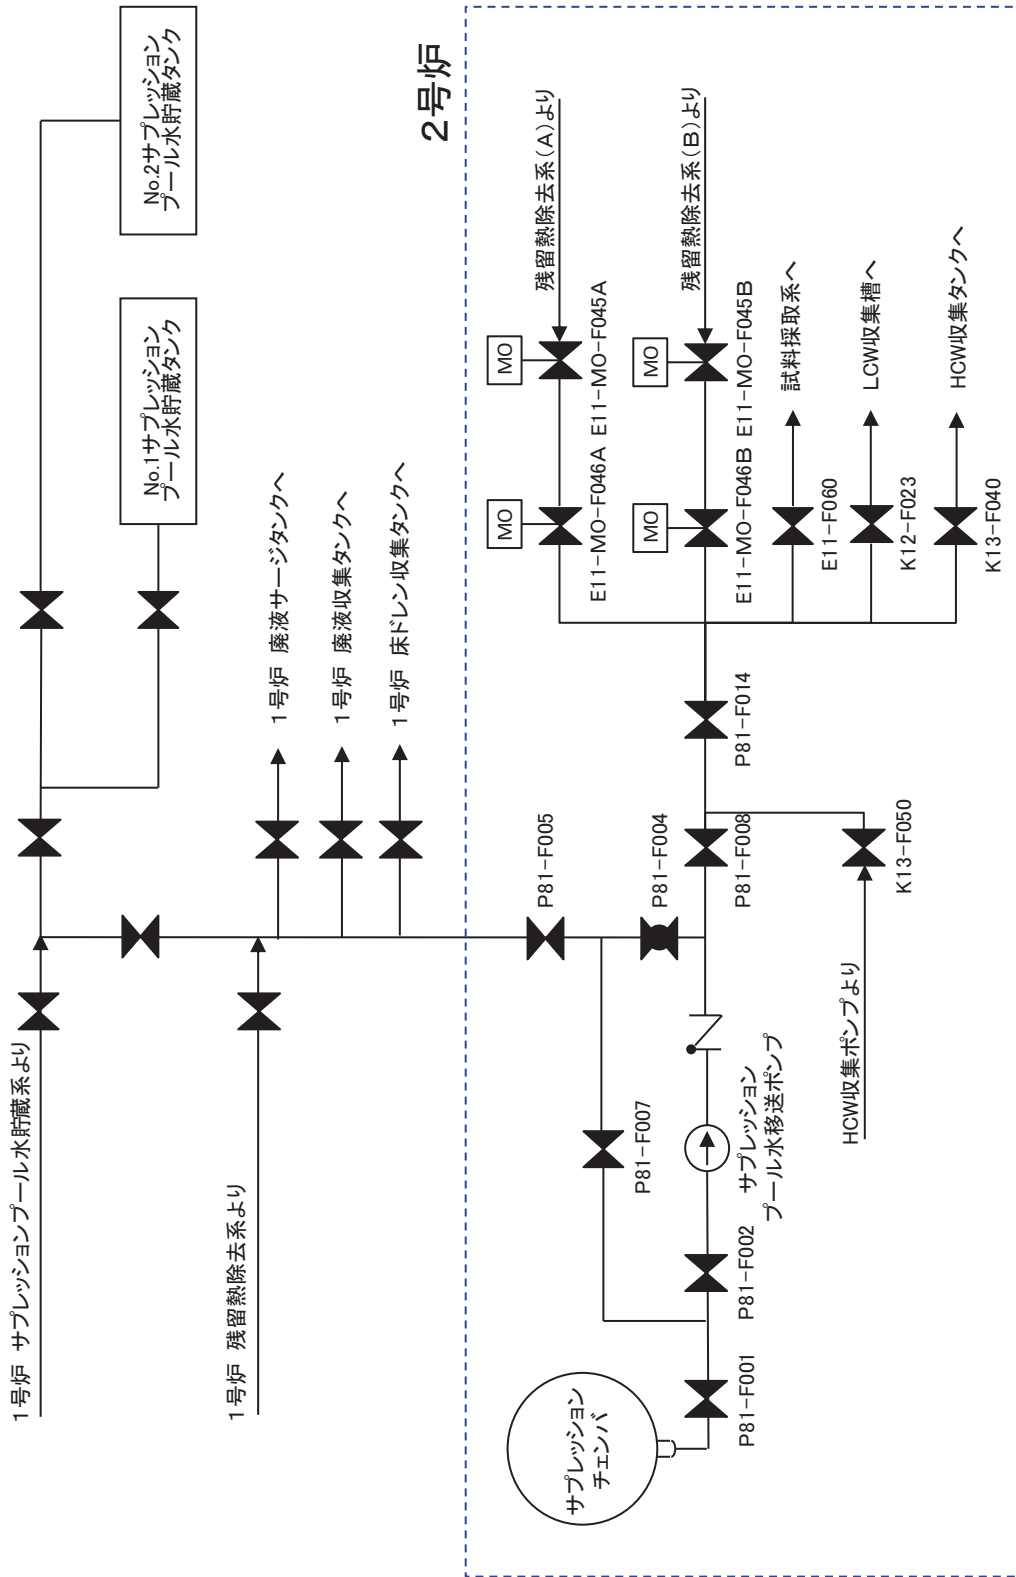 1号炉 サプレッションプール水貯蔵系より
1号炉 残留熱除去系より
No.2サプレッション
プール水貯蔵タンク
No.1サプレッション
プール水貯蔵タンク
1号炉 廃液サージタンクへ
1号炉 廃液収集タンクへ
1号炉 床ドレン収集タンクへ
2号炉
サプレッション
チェンバ
P81-F001
P81-F002
サプレッション
プール水移送ポンプ
P81-F007
P81-F005
P81-F004
P81-F008
HCW収集ポンプより
K13-F050
P81-F014
MO
E11-MO-F046A
MO
E11-MO-F045A
残留熱除去系(A)より
MO
E11-MO-F046B
MO
E11-MO-F045B
残留熱除去系(B)より
E11-F060
試料採取系へ
K12-F023
LCW収集槽へ
K13-F040
HCW収集タンクへ